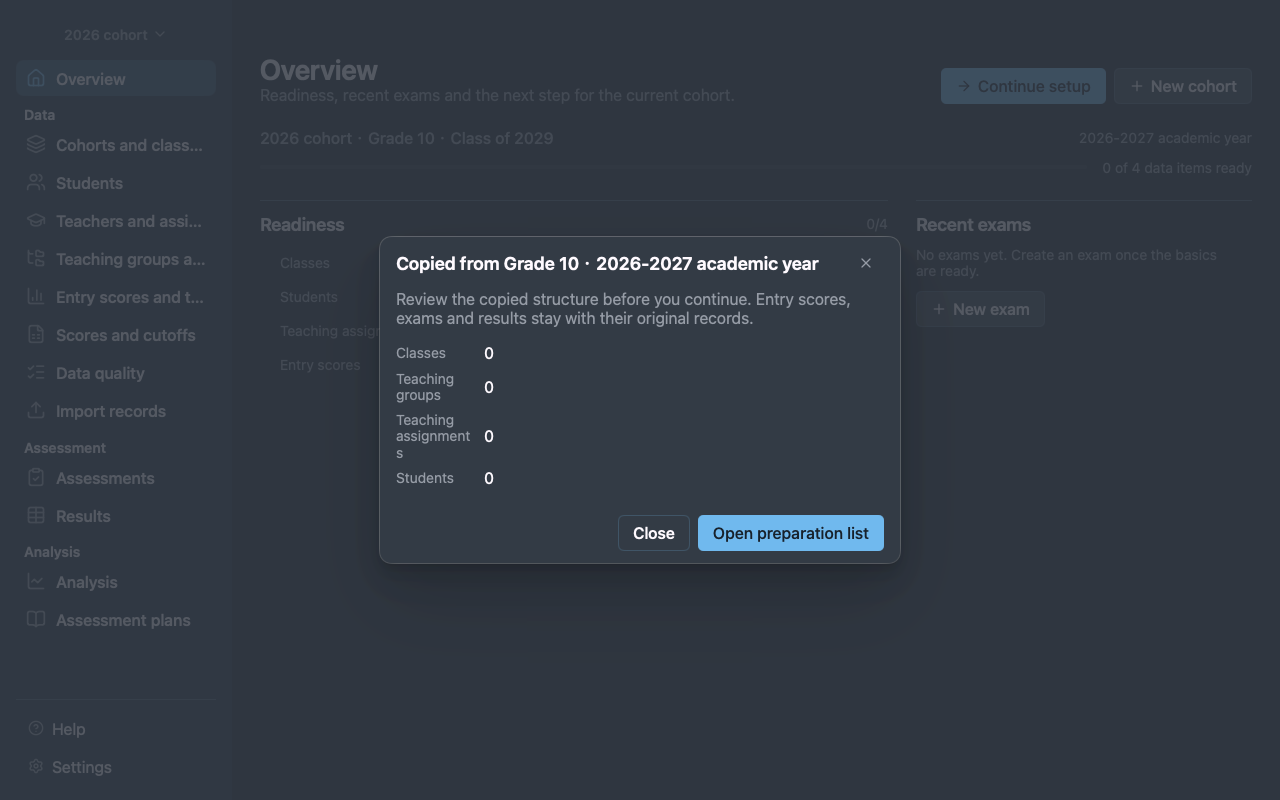 2026 cohort
Overview
Data
Cohorts and class...
Students
Teachers and assi...
Teaching groups a...
Entry scores and t...
Scores and cutoffs
Data quality
Import records
Assessment
Assessments
Results
Analysis
Analysis
Assessment plans
Help
Settings
Overview
Readiness, recent exams and the next step for the current cohort.
Continue setup
New cohort
2026 cohort · Grade 10 · Class of 2029
2026-2027 academic year
0 of 4 data items ready
Readiness
0/4
Classes
Students
Teaching assign
Entry scores
Recent exams
No exams yet. Create an exam once the basics
are ready.
New exam
Copied from Grade 10 · 2026-2027 academic year
Review the copied structure before you continue. Entry scores,
exams and results stay with their original records.
Classes 0
Teaching
groups 0
Teaching
assignment 0
s
Students 0
Close
Open preparation list